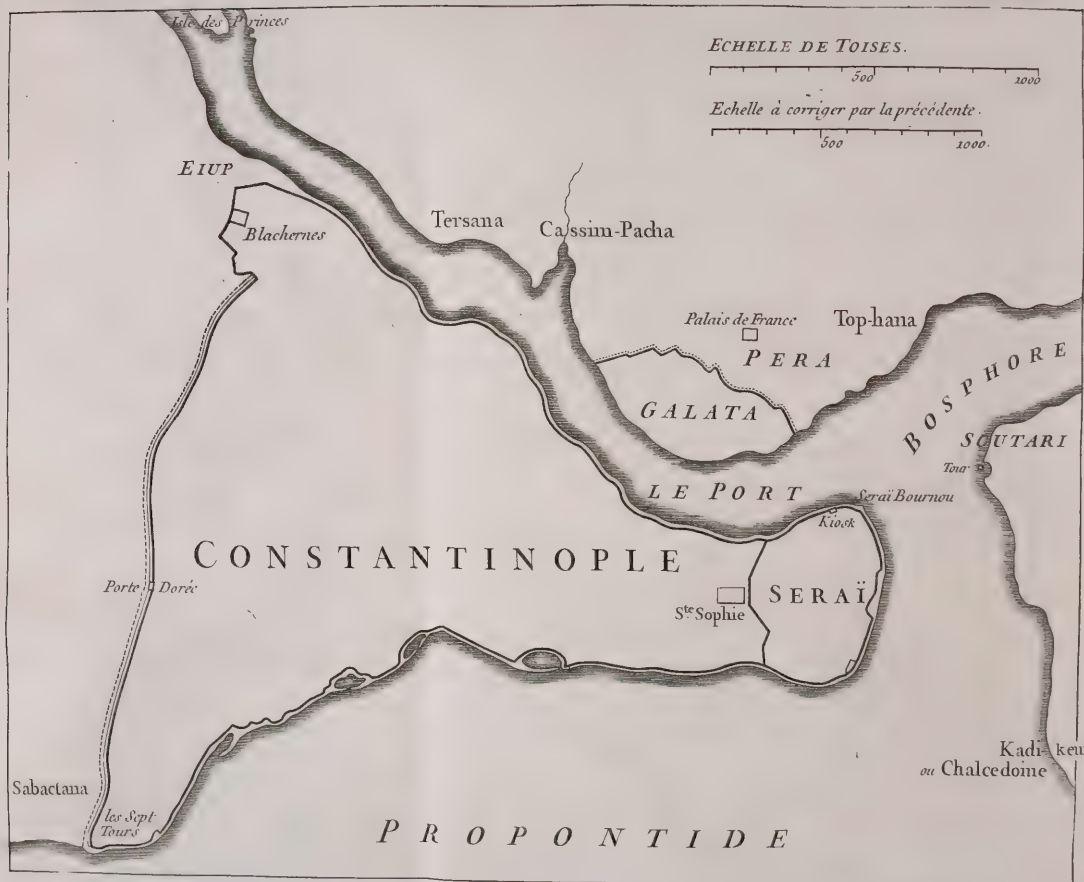 Isle des Princes
ECHELLE DE TOISES.
500 1000
Echelle à corriger par la précédente.
500 1000.
EIUP
Blachernes
Tersana
Cassim-Pacha
Palais de France
Top-hana
PERA
GALATA
BOSPHORE
SCUTARI
Tour
LE PORT
Seraï Bournou
Kiosk
CONSTANTINOPLE
Porte Dorée
SERAÏ
Ste Sophie
Kadi-keui
ou Chalcedoine
Sabactana
les Sept
Tours
PROPONTIDE